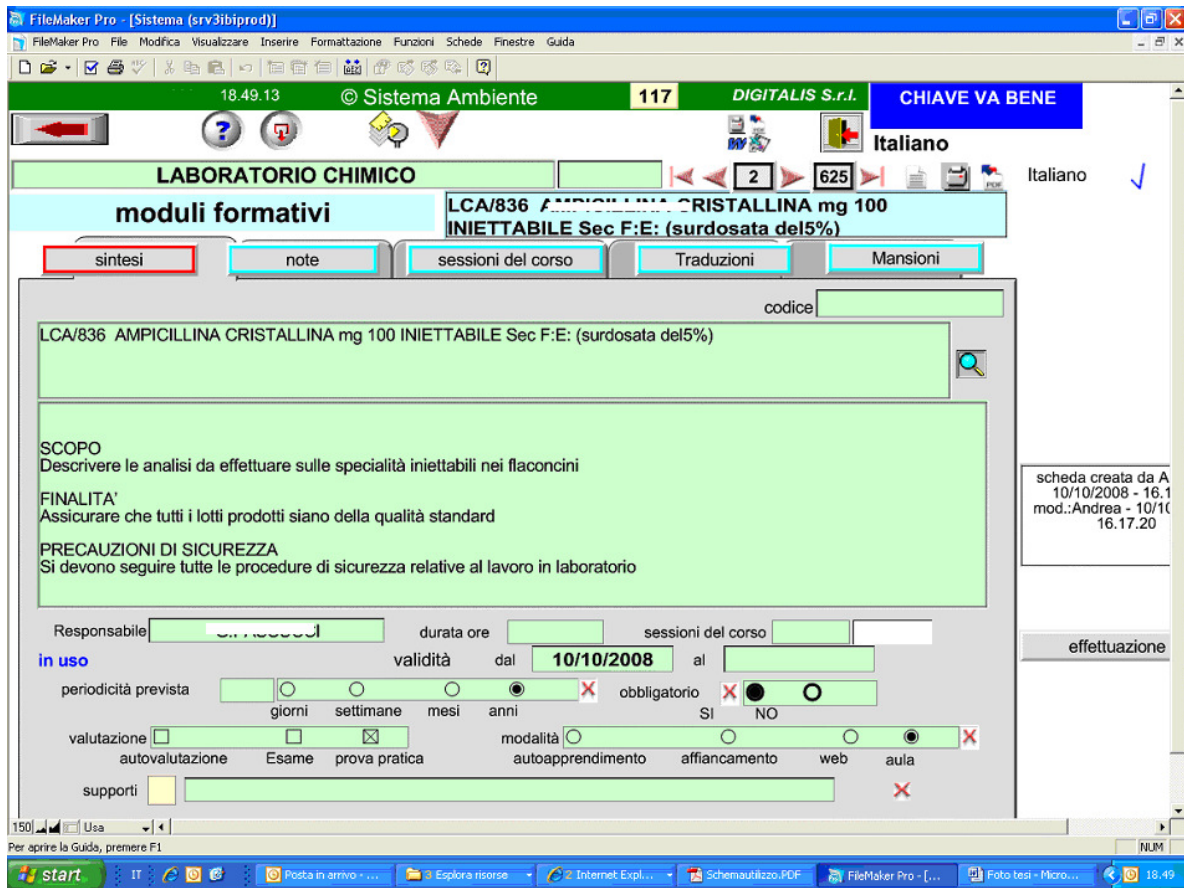 FileMaker Pro - [Sistema (srv3ibiprod)]
FileMaker Pro File Modifica Visualizzare Inserire Formattazione Funzioni Schede Finestre Guida
18.49.13 © Sistema Ambiente 117 DIGITALIS S.r.l. CHIAVE VA BENE
Italiano
LABORATORIO CHIMICO 2 625 PDF Italiano
moduli formativi
LCA/836 CRISTALLINA mg 100
INIETTABILE Sec F:E: (surdosata del5%)
sintesi note sessioni del corso Traduzioni Mansioni
codice
LCA/836 AMPICILLINA CRISTALLINA mg 100 INIETTABILE Sec F:E: (surdosata del5%)
SCOPO
Descrivere le analisi da effettuare sulle specialità iniettabili nei flaconcini
FINALITA'
Assicurare che tutti i lotti prodotti siano della qualità standard
PRECAUZIONI DI SICUREZZA
Si devono seguire tutte le procedure di sicurezza relative al lavoro in laboratorio
scheda creata da A
10/10/2008 - 16.1
mod.:Andrea - 10/10
16.17.20
Responsabile durata ore sessioni del corso
effettuazione
in uso validità dal 10/10/2008 al
periodicità prevista obbligatorio
giorni settimane mesi anni SI NO
valutazione modalità
autovalutazione Esame prova pratica autoapprendimento affiancamento web aula
supporti
150 Usa
Per aprire la Guida, premere F1 NUM
start IT Posta in arrivo - ... 3 Esplora risorse 2 Internet Expl... Schemautilizzo.PDF FileMaker Pro - [... Foto tesi - Micro... 18.49